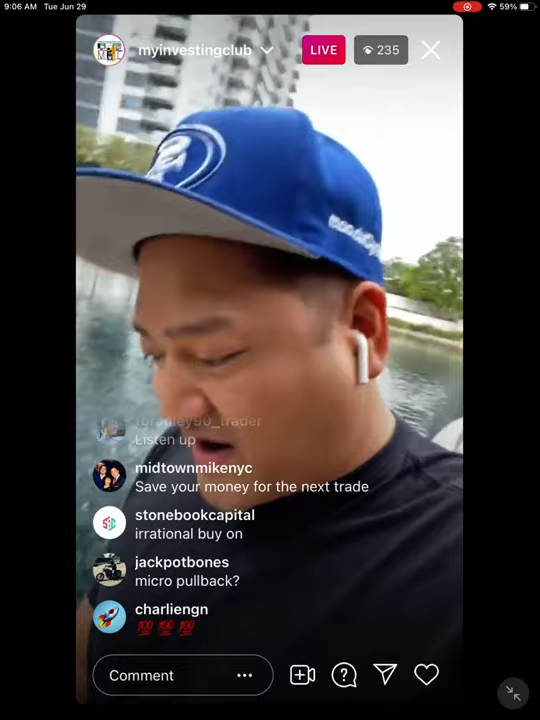 9:06 AM Tue Jun 29
59%
myinvestingclub
LIVE
235
Listen up
midtownmikenyc
Save your money for the next trade
stonebookcapital
irrational buy on
jackpotbones
micro pullback?
charliengn
💯 💯 💯
Comment